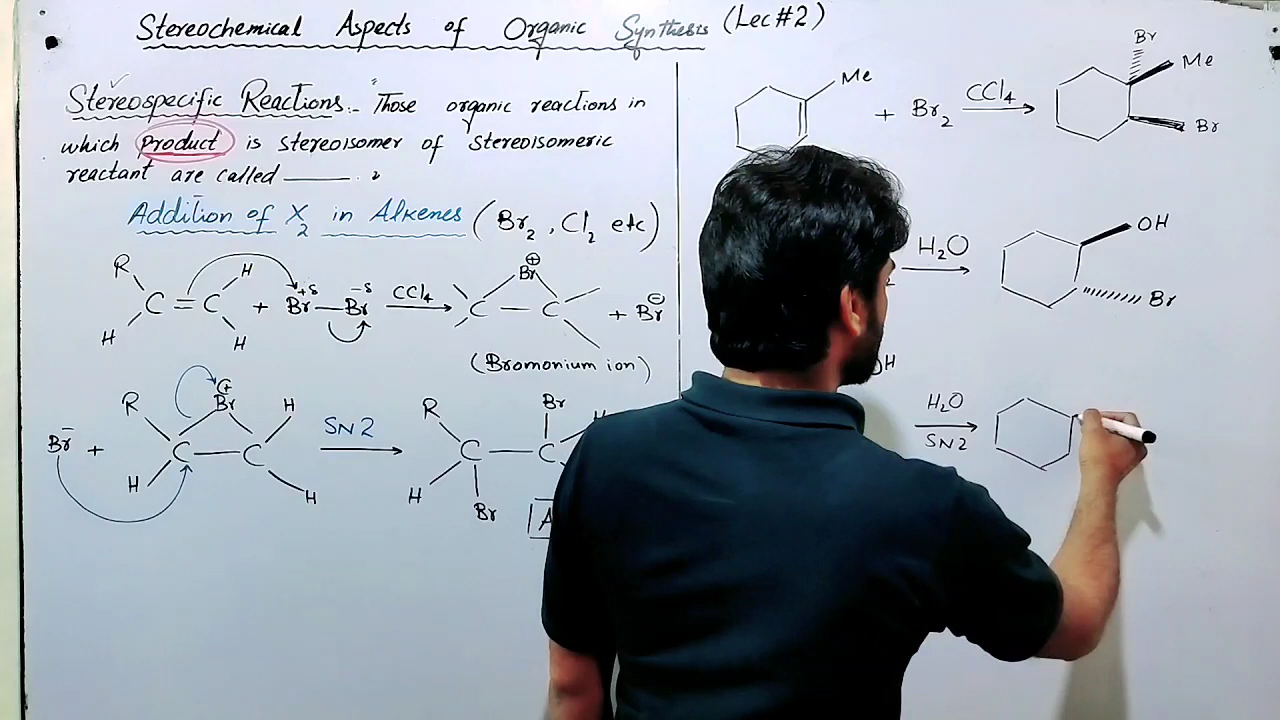 Stereochemical Aspects of Organic Synthesis (Lec#2)
Stereospecific Reactions:- "Those organic reactions in
which Product is stereoisomer of stereoisomeric
reactant are called ——— .
Addition of X2 in Alkenes (Br2, Cl2 etc)
R H
C = C + Br+δ — Br-δ CCl4 C — C Br⊕ + Br⊖
H H
(Bromonium ion)
Br- + R H C — C Br⊕ H H SN2 R C — C Br H Br
A
Me
+ Br2 CCl4 Br Me Br
H2O OH Br
H
H2O
SN2